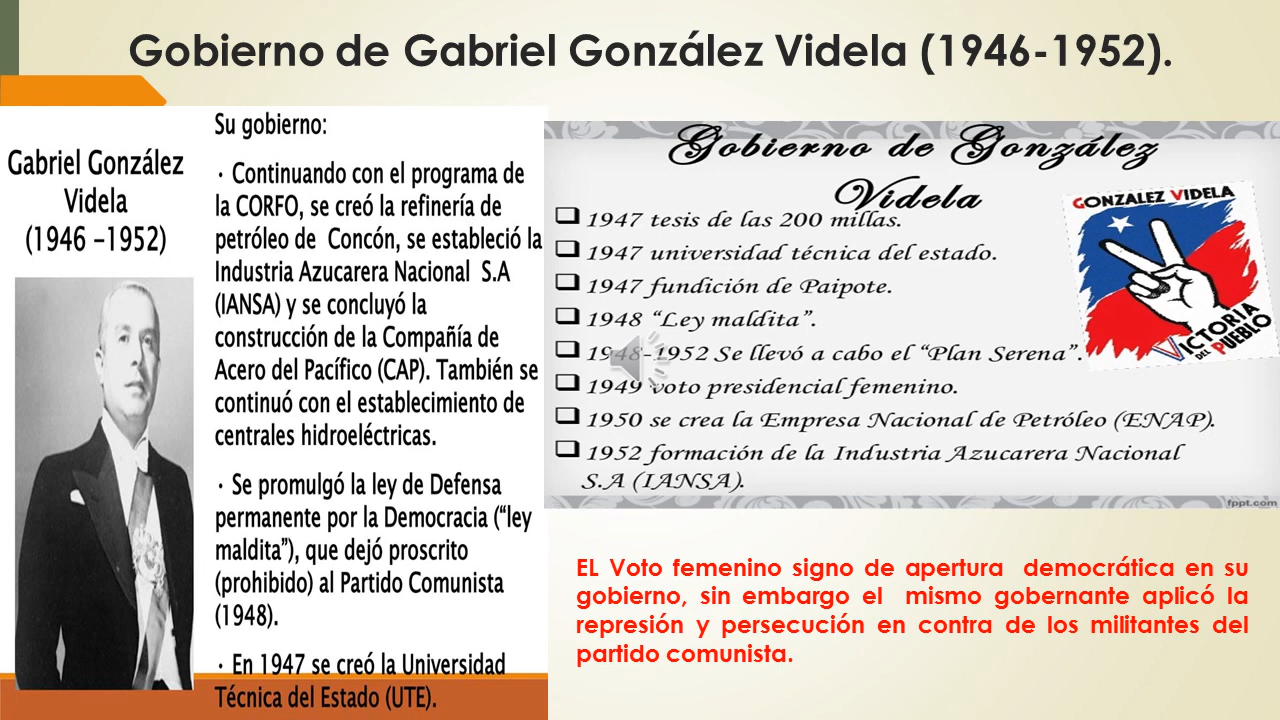 Gobierno de Gabriel González Videla (1946-1952).
Gabriel González
Videla
(1946 –1952)
Su gobierno:
· Continuando con el programa de
la CORFO, se creó la refinería de
petróleo de Concón, se estableció la
Industria Azucarera Nacional S.A
(IANSA) y se concluyó la
construcción de la Compañía de
Acero del Pacífico (CAP). También se
continuó con el establecimiento de
centrales hidroeléctricas.
· Se promulgó la ley de Defensa
permanente por la Democracia (“ley
maldita”), que dejó proscrito
(prohibido) al Partido Comunista
(1948).
· En 1947 se creó la Universidad
Técnica del Estado (UTE).
Gobierno de González
Videla
1947 tesis de las 200 millas.
1947 universidad técnica del estado.
1947 fundición de Paipote.
1948 “Ley maldita”.
1948-1952 Se llevó a cabo el “Plan Serena”.
1949 voto presidencial femenino.
1950 se crea la Empresa Nacional de Petróleo (ENAP).
1952 formación de la Industria Azucarera Nacional
S.A (IANSA).
GONZALEZ VIDELA
VICTORIA
DEL PUEBLO
fppt.com
EL Voto femenino signo de apertura democrática en su
gobierno, sin embargo el mismo gobernante aplicó la
represión y persecución en contra de los militantes del
partido comunista.